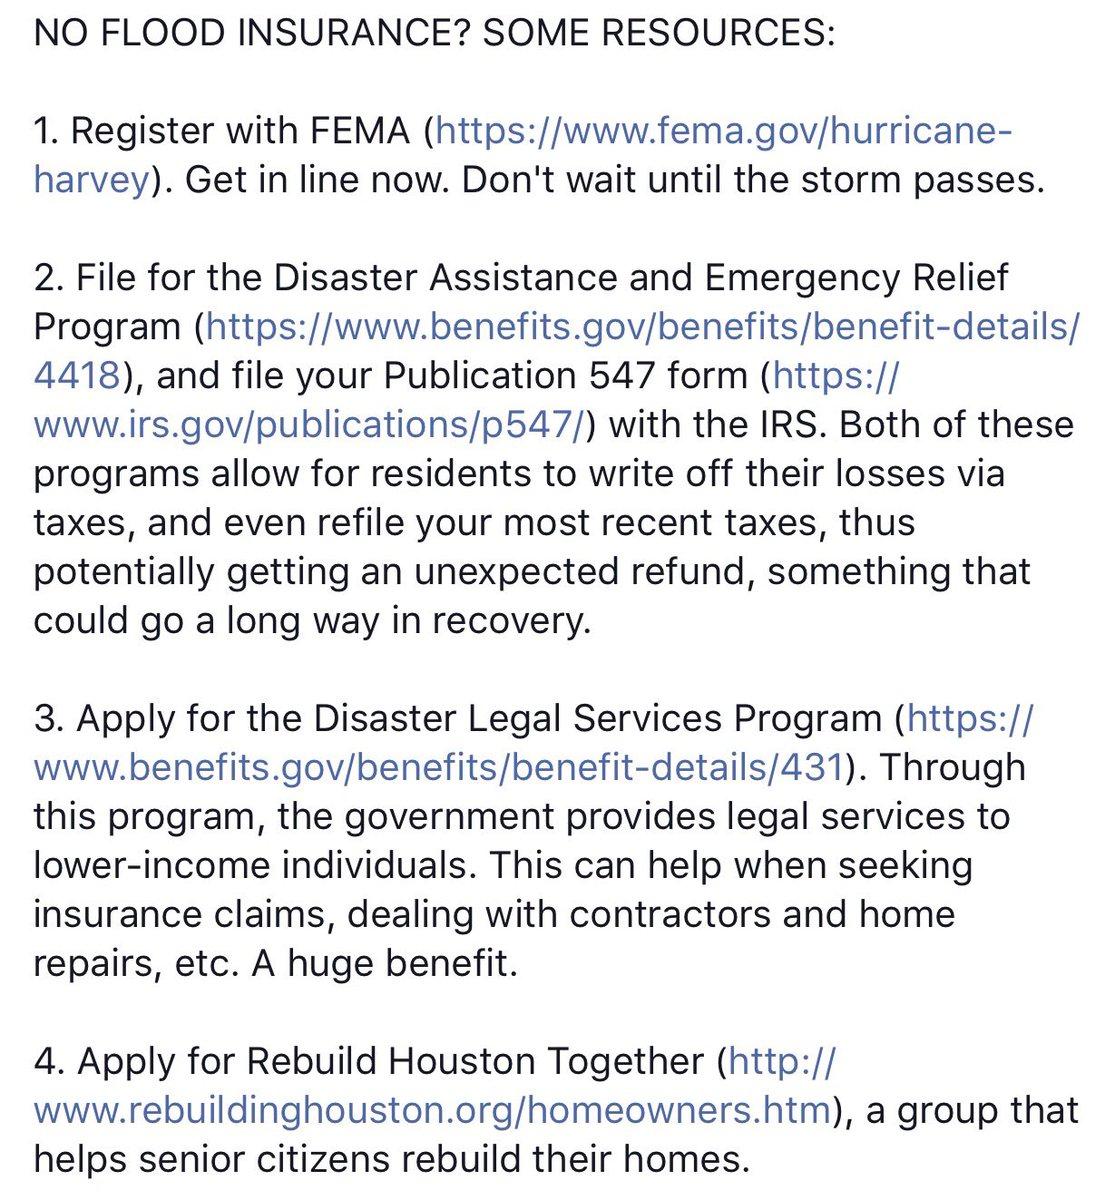 NO FLOOD INSURANCE? SOME RESOURCES:
1. Register with FEMA (https://www.fema.gov/hurricane-
harvey). Get in line now. Don't wait until the storm passes.
2. File for the Disaster Assistance and Emergency Relief
Program (https://www.benefits.gov/benefits/benefit-details/
4418), and file your Publication 547 form (https://
www.irs.gov/publications/p547/) with the IRS. Both of these
programs allow for residents to write off their losses via
taxes, and even refile your most recent taxes, thus
potentially getting an unexpected refund, something that
could go a long way in recovery.
3. Apply for the Disaster Legal Services Program (https://
www.benefits.gov/benefits/benefit-details/431). Through
this program, the government provides legal services to
lower-income individuals. This can help when seeking
insurance claims, dealing with contractors and home
repairs, etc. A huge benefit.
4. Apply for Rebuild Houston Together (http://
www.rebuildinghouston.org/homeowners.htm), a group that
helps senior citizens rebuild their homes.